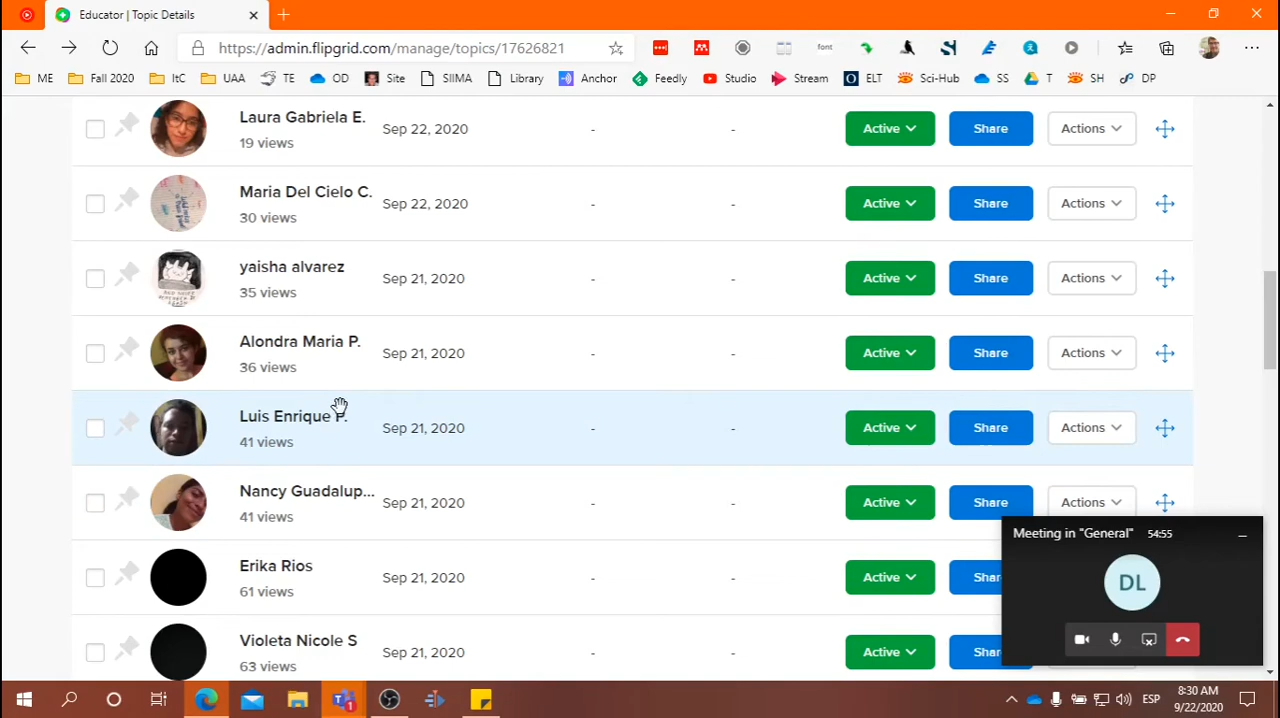 Educator | Topic Details
https://admin.flipgrid.com/manage/topics/17626821
font
ME Fall 2020 ItC UAA TE OD Site SIIMA Library Anchor Feedly Studio Stream ELT Sci-Hub SS T SH DP
Laura Gabriela E.
19 views
Sep 22, 2020 - - Active Share Actions
Maria Del Cielo C.
30 views
Sep 22, 2020 - - Active Share Actions
yaisha alvarez
35 views
Sep 21, 2020 - - Active Share Actions
Alondra Maria P.
36 views
Sep 21, 2020 - - Active Share Actions
Luis Enrique P.
41 views
Sep 21, 2020 - - Active Share Actions
Nancy Guadalup...
41 views
Sep 21, 2020 - - Active Share Actions
Erika Rios
61 views
Sep 21, 2020 - - Active Shar
Violeta Nicole S
63 views
Sep 21, 2020 - - Active Shar
Meeting in "General" 54:55
DL
ESP
8:30 AM
9/22/2020